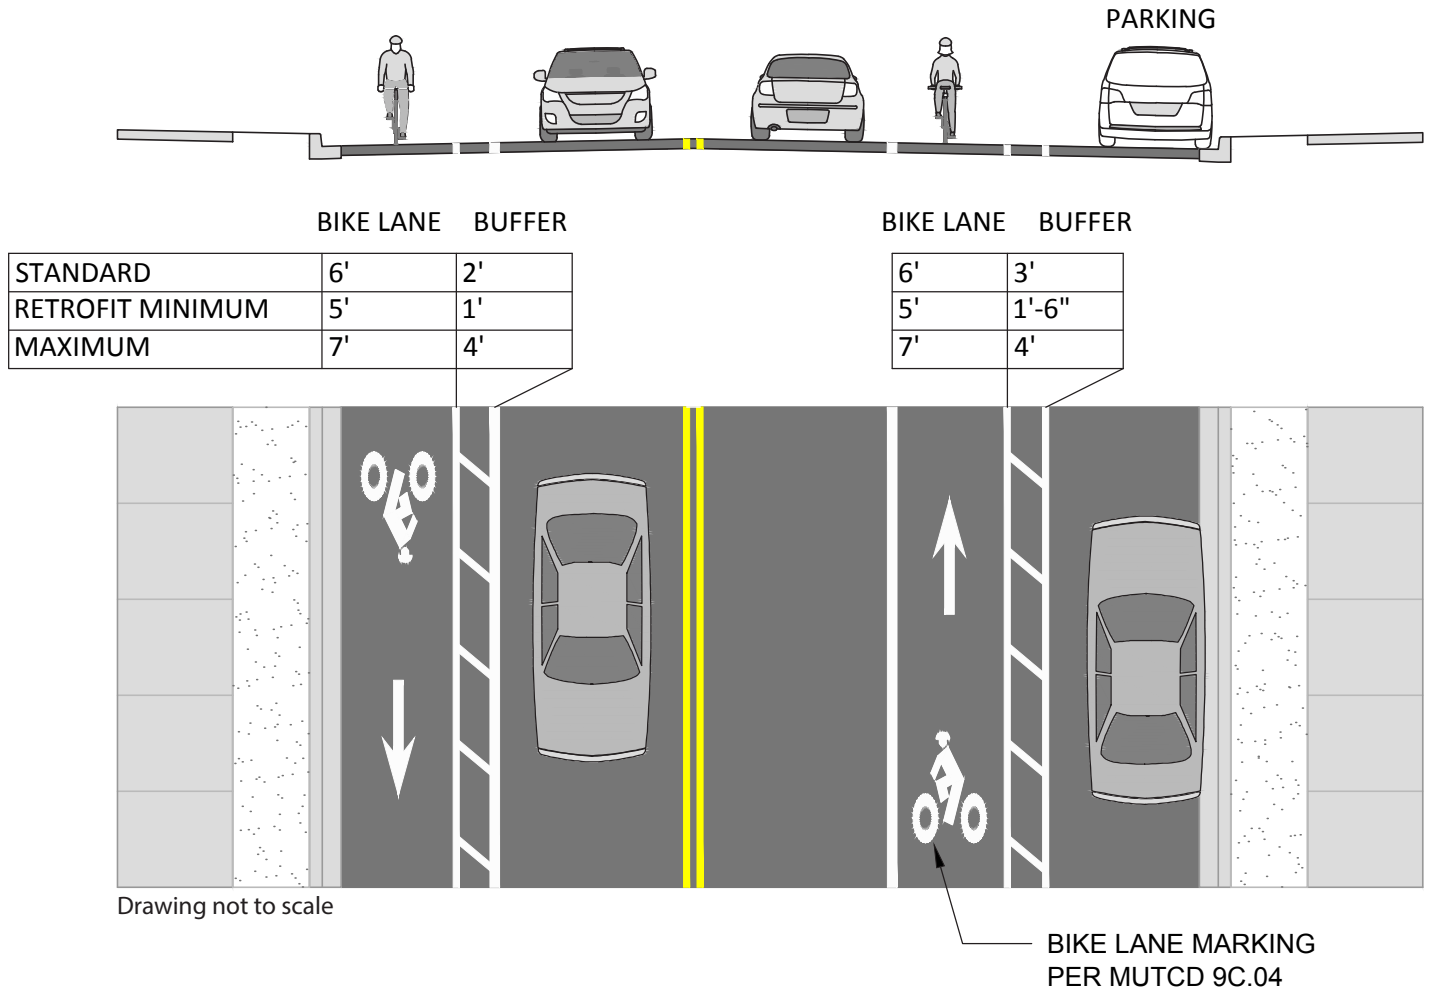 PARKING
BIKE LANE BUFFER BIKE LANE BUFFER
STANDARD 6' 2' 6' 3'
RETROFIT MINIMUM 5' 1' 5' 1'-6"
MAXIMUM 7' 4' 7' 4'
Drawing not to scale
BIKE LANE MARKING
PER MUTCD 9C.04